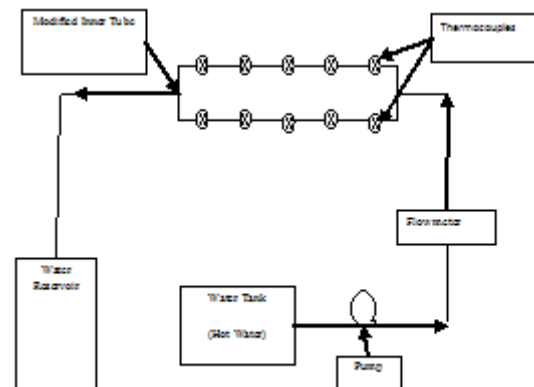 Modified Inner Tube
Thermocouples
Flowmeter
Water
Reservoir
Water Tank
(Hot Water)
Pump